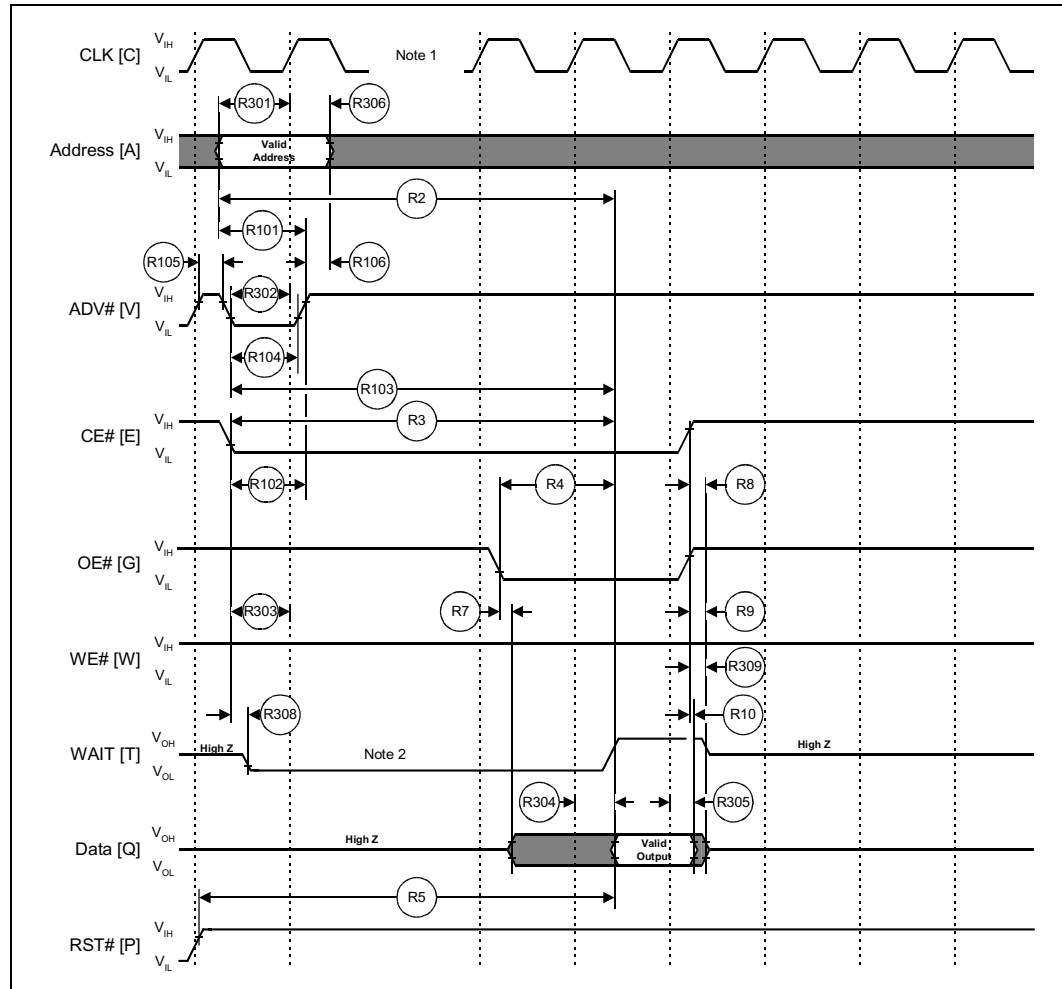 V_IH
CLK [C]
V_IL
Note 1
R301
R306
V_IH
Address [A]
V_IL
Valid
Address
R2
R101
R105
R106
V_IH
R302
ADV# [V]
V_IL
R104
R103
V_IH
R3
CE# [E]
V_IL
R102
R4
R8
V_IH
OE# [G]
V_IL
R303
R7
R9
V_IH
WE# [W]
V_IL
R309
R308
R10
V_OH
WAIT [T]
High Z
Note 2
High Z
V_OL
R304
R305
V_OH
High Z
Data [Q]
Valid
Output
V_OL
R5
V_IH
RST# [P]
V_IL